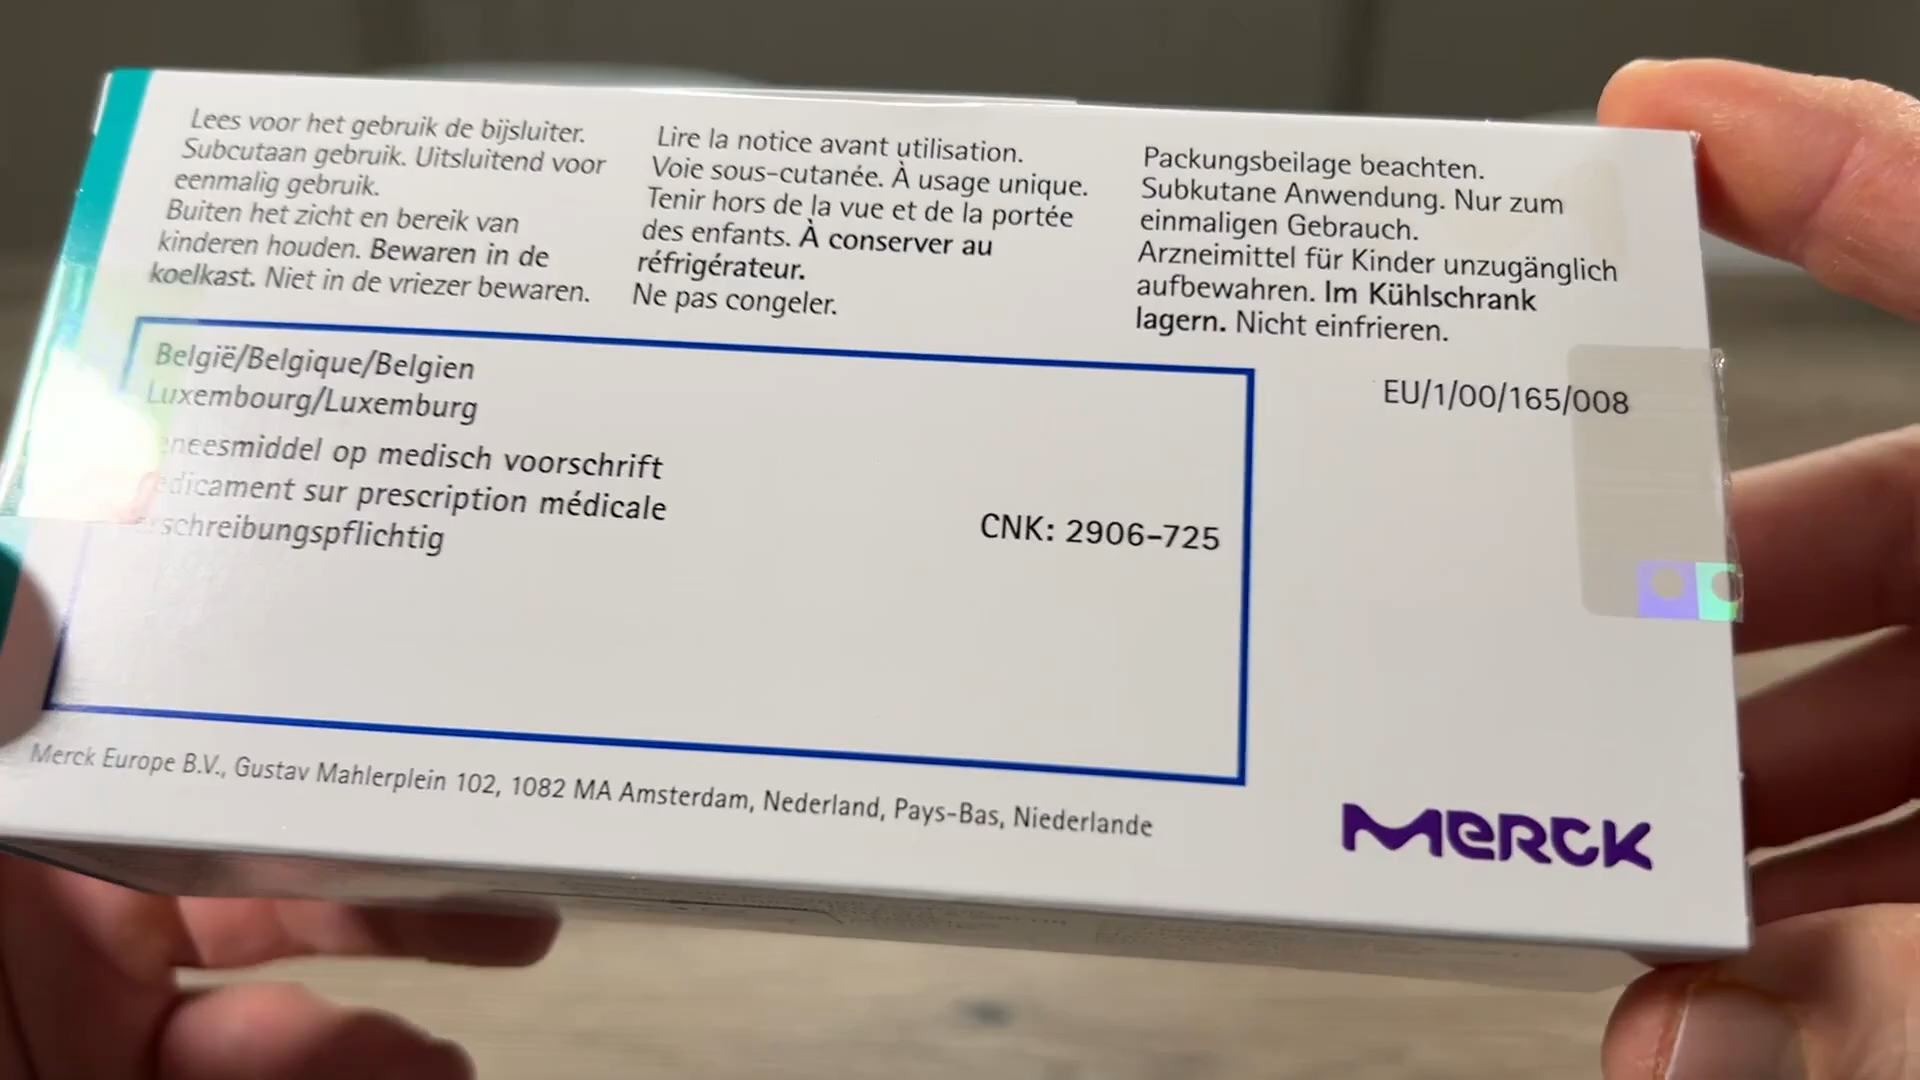 Lees voor het gebruik de bijsluiter.
Subcutaan gebruik. Uitsluitend voor
eenmalig gebruik.
Buiten het zicht en bereik van
kinderen houden. Bewaren in de
koelkast. Niet in de vriezer bewaren.
Lire la notice avant utilisation.
Voie sous-cutanée. À usage unique.
Tenir hors de la vue et de la portée
des enfants. À conserver au
réfrigérateur.
Ne pas congeler.
Packungsbeilage beachten.
Subkutane Anwendung. Nur zum
einmaligen Gebrauch.
Arzneimittel für Kinder unzugänglich
aufbewahren. Im Kühlschrank
lagern. Nicht einfrieren.
België/Belgique/Belgien
Luxembourg/Luxemburg
op medisch voorschrift
sur prescription médicale
CNK: 2906-725
EU/1/00/165/008
Merck Europe B.V., Gustav Mahlerplein 102, 1082 MA Amsterdam, Nederland, Pays-Bas, Niederlande
MERCK